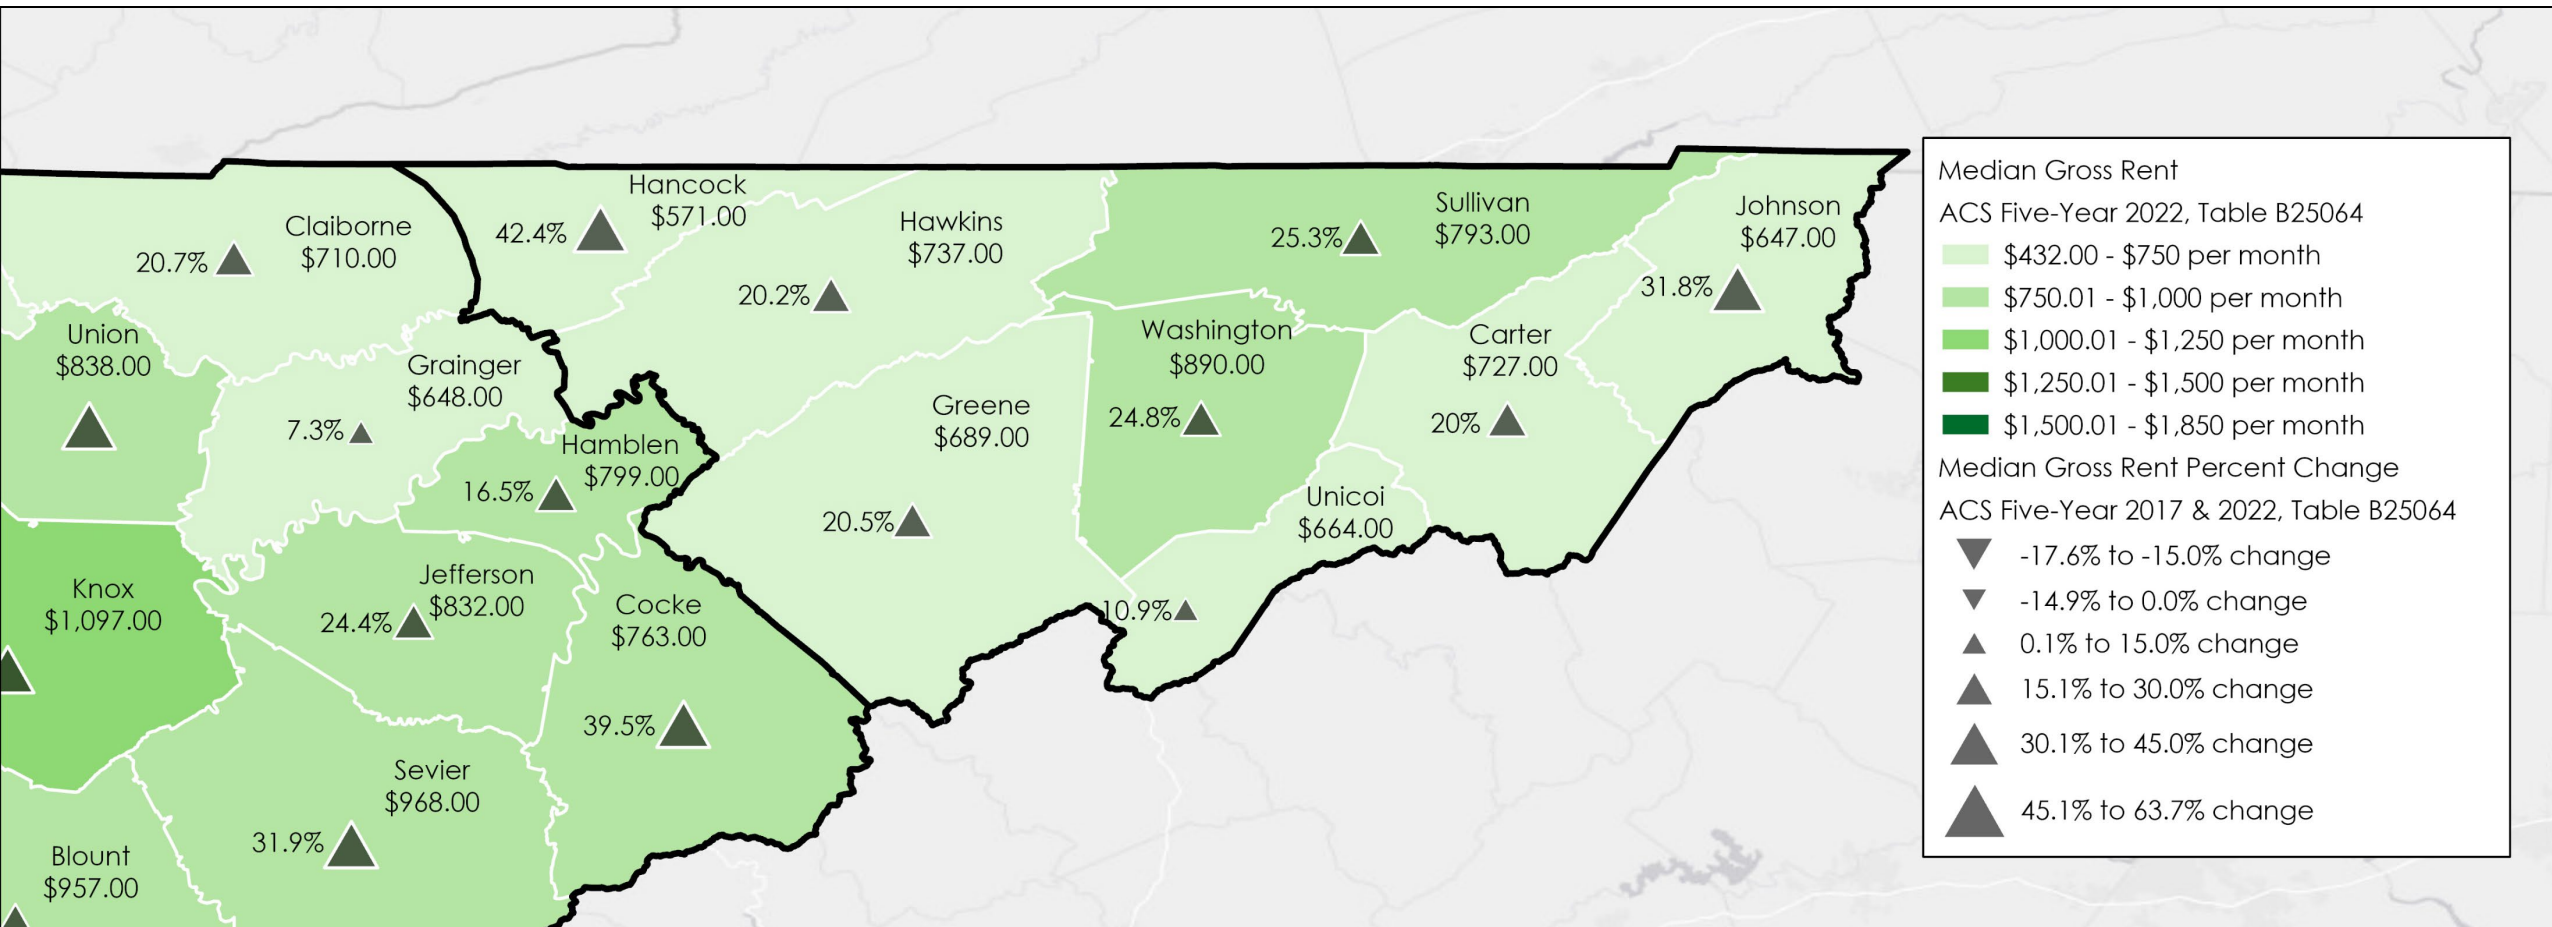 Hancock
$571.00
42.4%
Claiborne
$710.00
20.7%
Hawkins
$737.00
20.2%
Sullivan
$793.00
25.3%
Johnson
$647.00
31.8%
Union
$838.00
Grainger
$648.00
7.3%
Washington
$890.00
24.8%
Carter
$727.00
20%
Hamblen
$799.00
16.5%
Greene
$689.00
20.5%
Unicoi
$664.00
10.9%
Knox
$1,097.00
Jefferson
$832.00
24.4%
Cocke
$763.00
39.5%
Sevier
$968.00
31.9%
Blount
$957.00
Median Gross Rent
ACS Five-Year 2022, Table B25064
$432.00 - $750 per month
$750.01 - $1,000 per month
$1,000.01 - $1,250 per month
$1,250.01 - $1,500 per month
$1,500.01 - $1,850 per month
Median Gross Rent Percent Change
ACS Five-Year 2017 & 2022, Table B25064
-17.6% to -15.0% change
-14.9% to 0.0% change
0.1% to 15.0% change
15.1% to 30.0% change
30.1% to 45.0% change
45.1% to 63.7% change